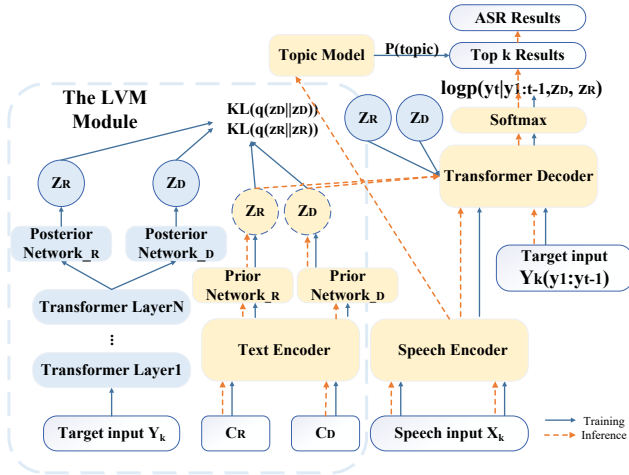 ASR Results
Topic Model
P(topic)
Top k Results
The LVM
Module
logp(yt|y1:t-1,ZD, ZR)
KL(q(ZD||ZD))
KL(q(ZR||ZR))
ZR
ZD
Softmax
Transformer Decoder
ZR
ZD
ZR
ZD
Posterior
Network_R
Posterior
Network_D
Target input
Yk(y1:yt-1)
Prior
Network_R
Prior
Network_D
Transformer LayerN
...
Transformer Layer1
Text Encoder
Speech Encoder
Target input Yk
CR
CD
Speech input Xk
Training
Inference